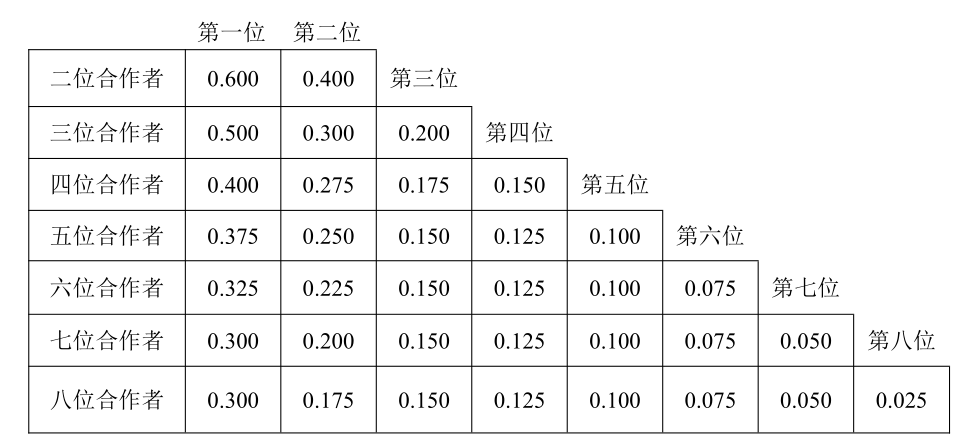 第一位 第二位
二位合作者 0.600 0.400 第三位
三位合作者 0.500 0.300 0.200 第四位
四位合作者 0.400 0.275 0.175 0.150 第五位
五位合作者 0.375 0.250 0.150 0.125 0.100 第六位
六位合作者 0.325 0.225 0.150 0.125 0.100 0.075 第七位
七位合作者 0.300 0.200 0.150 0.125 0.100 0.075 0.050 第八位
八位合作者 0.300 0.175 0.150 0.125 0.100 0.075 0.050 0.025